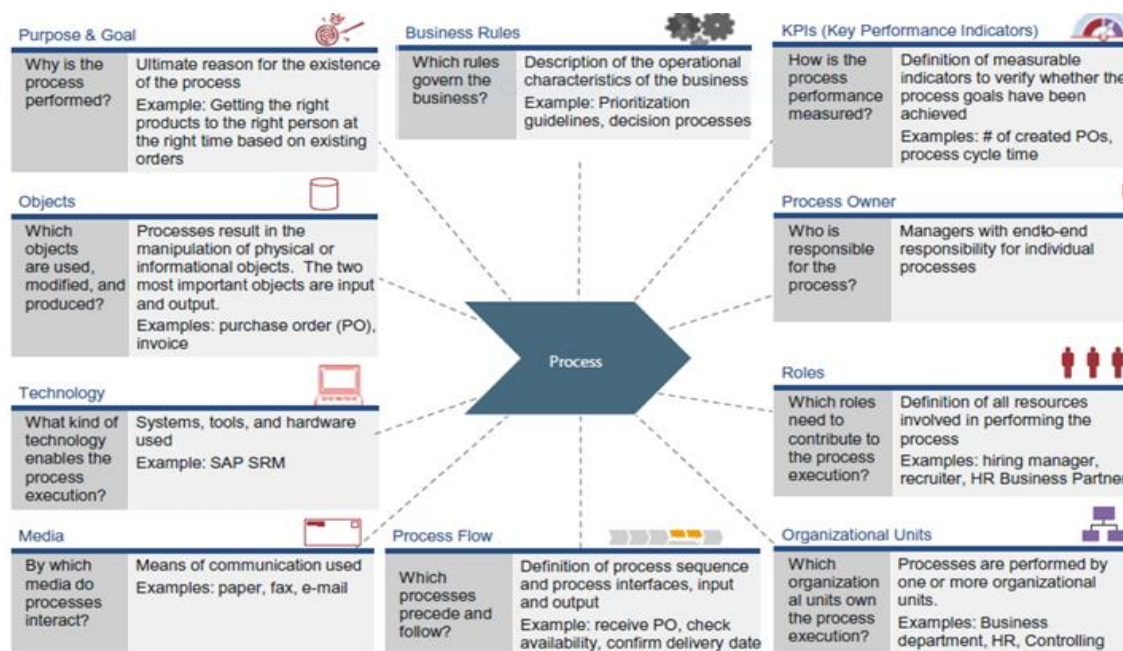 Purpose & Goal
Why is the
process
performed?
Ultimate reason for the existence
of the process
Example: Getting the right
products to the right person at
the right time based on existing
orders
Business Rules
Which rules
govern the
business?
Description of the operational
characteristics of the business
Example: Prioritization
guidelines, decision processes
KPIs (Key Performance Indicators)
How is the
process
performance
measured?
Definition of measurable
indicators to verify whether the
process goals have been
achieved
Examples: # of created POs,
process cycle time
Objects
Which
objects
are used,
modified, and
produced?
Processes result in the
manipulation of physical or
informational objects. The two
most important objects are input
and output.
Examples: purchase order (PO),
invoice
Process Owner
Who is
responsible
for the
process?
Managers with end-to-end
responsibility for individual
processes
Process
Technology
What kind of
technology
enables the
process
execution?
Systems, tools, and hardware
used
Example: SAP SRM
Roles
Which roles
need to
contribute to
the process
execution?
Definition of all resources
involved in performing the
process
Examples: hiring manager,
recruiter, HR Business Partner
Media
By which
media do
processes
interact?
Means of communication used
Examples: paper, fax, e-mail
Process Flow
Which
processes
precede and
follow?
Definition of process sequence
and process interfaces, input
and output
Example: receive PO, check
availability, confirm delivery date
Organizational Units
Which
organization
al units own
the process
execution?
Processes are performed by
one or more organizational
units.
Examples: Business
department, HR, Controlling